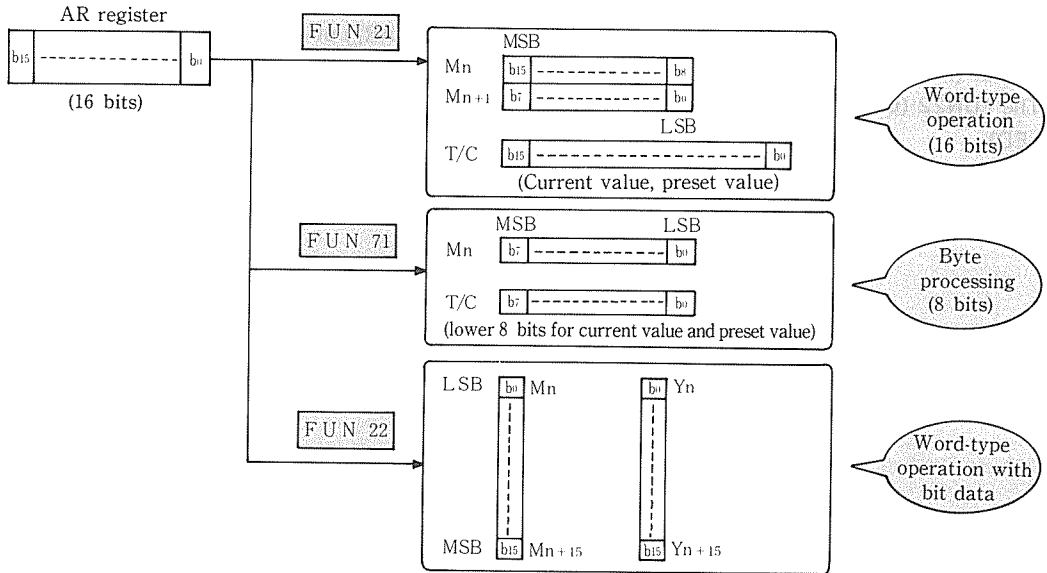 AR register
b15 b0
(16 bits)
FUN 21
MSB
Mn b15 b8
Mn+1 b7 b0
LSB
T/C b15 b0
(Current value, preset value)
Word-type
operation
(16 bits)
FUN 71
MSB LSB
Mn b7 b0
T/C b7 b0
(lower 8 bits for current value and preset value)
Byte
processing
(8 bits)
FUN 22
LSB b0 Mn b0 Yn
MSB b15 Mn+15 b15 Yn+15
Word-type
operation with
bit data